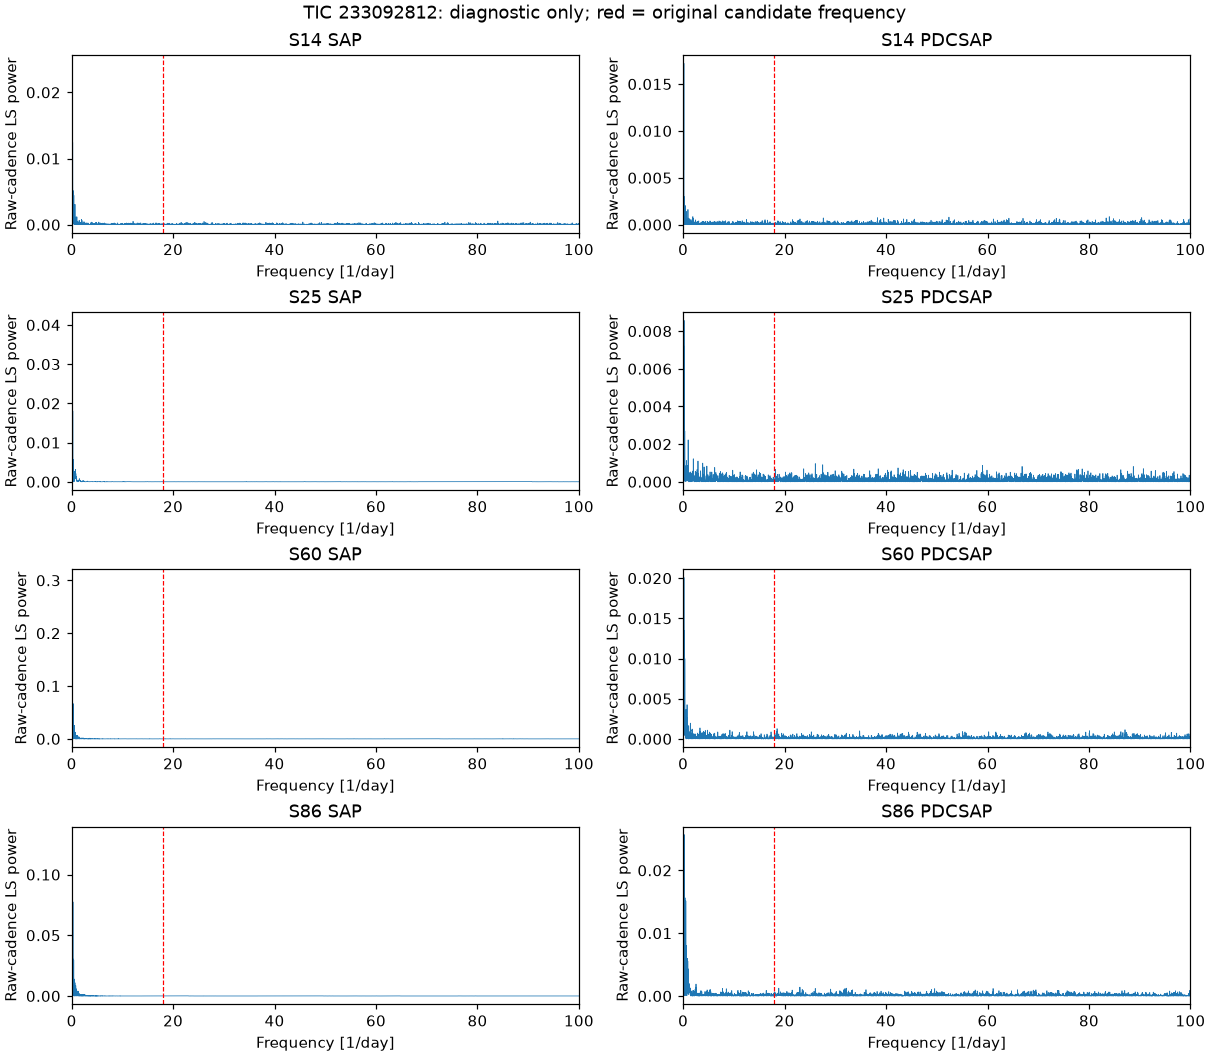 TIC 233092812: diagnostic only; red = original candidate frequency
S14 SAP
Raw-cadence LS power
0.02
0.01
0.00
0 20 40 60 80 100
Frequency [1/day]
S14 PDCSAP
Raw-cadence LS power
0.015
0.010
0.005
0.000
0 20 40 60 80 100
Frequency [1/day]
S25 SAP
Raw-cadence LS power
0.04
0.03
0.02
0.01
0.00
0 20 40 60 80 100
Frequency [1/day]
S25 PDCSAP
Raw-cadence LS power
0.008
0.006
0.004
0.002
0.000
0 20 40 60 80 100
Frequency [1/day]
S60 SAP
Raw-cadence LS power
0.3
0.2
0.1
0.0
0 20 40 60 80 100
Frequency [1/day]
S60 PDCSAP
Raw-cadence LS power
0.020
0.015
0.010
0.005
0.000
0 20 40 60 80 100
Frequency [1/day]
S86 SAP
Raw-cadence LS power
0.10
0.05
0.00
0 20 40 60 80 100
Frequency [1/day]
S86 PDCSAP
Raw-cadence LS power
0.02
0.01
0.00
0 20 40 60 80 100
Frequency [1/day]